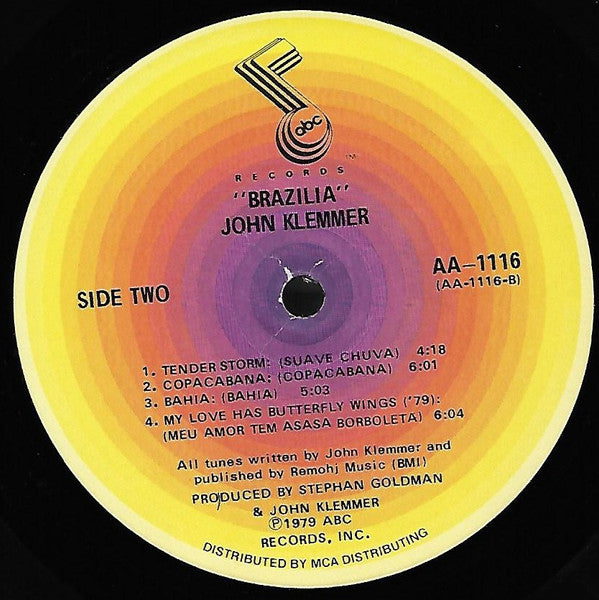 abc
RECORDS ™
"BRAZILIA"
JOHN KLEMMER
SIDE TWO
AA-1116
(AA-1116-B)
1. TENDER STORM: (SUAVE CHUVA) 4:18
2. COPACABANA: (COPACABANA) 6:01
3. BAHIA: (BAHIA) 5:03
4. MY LOVE HAS BUTTERFLY WINGS ('79):
(MEU AMOR TEM ASASA BORBOLETA) 6:04
All tunes written by John Klemmer and
published by Remohj Music (BMI)
PRODUCED BY STEPHAN GOLDMAN
& JOHN KLEMMER
Ⓟ1979 ABC
RECORDS, INC.
DISTRIBUTED BY MCA DISTRIBUTING